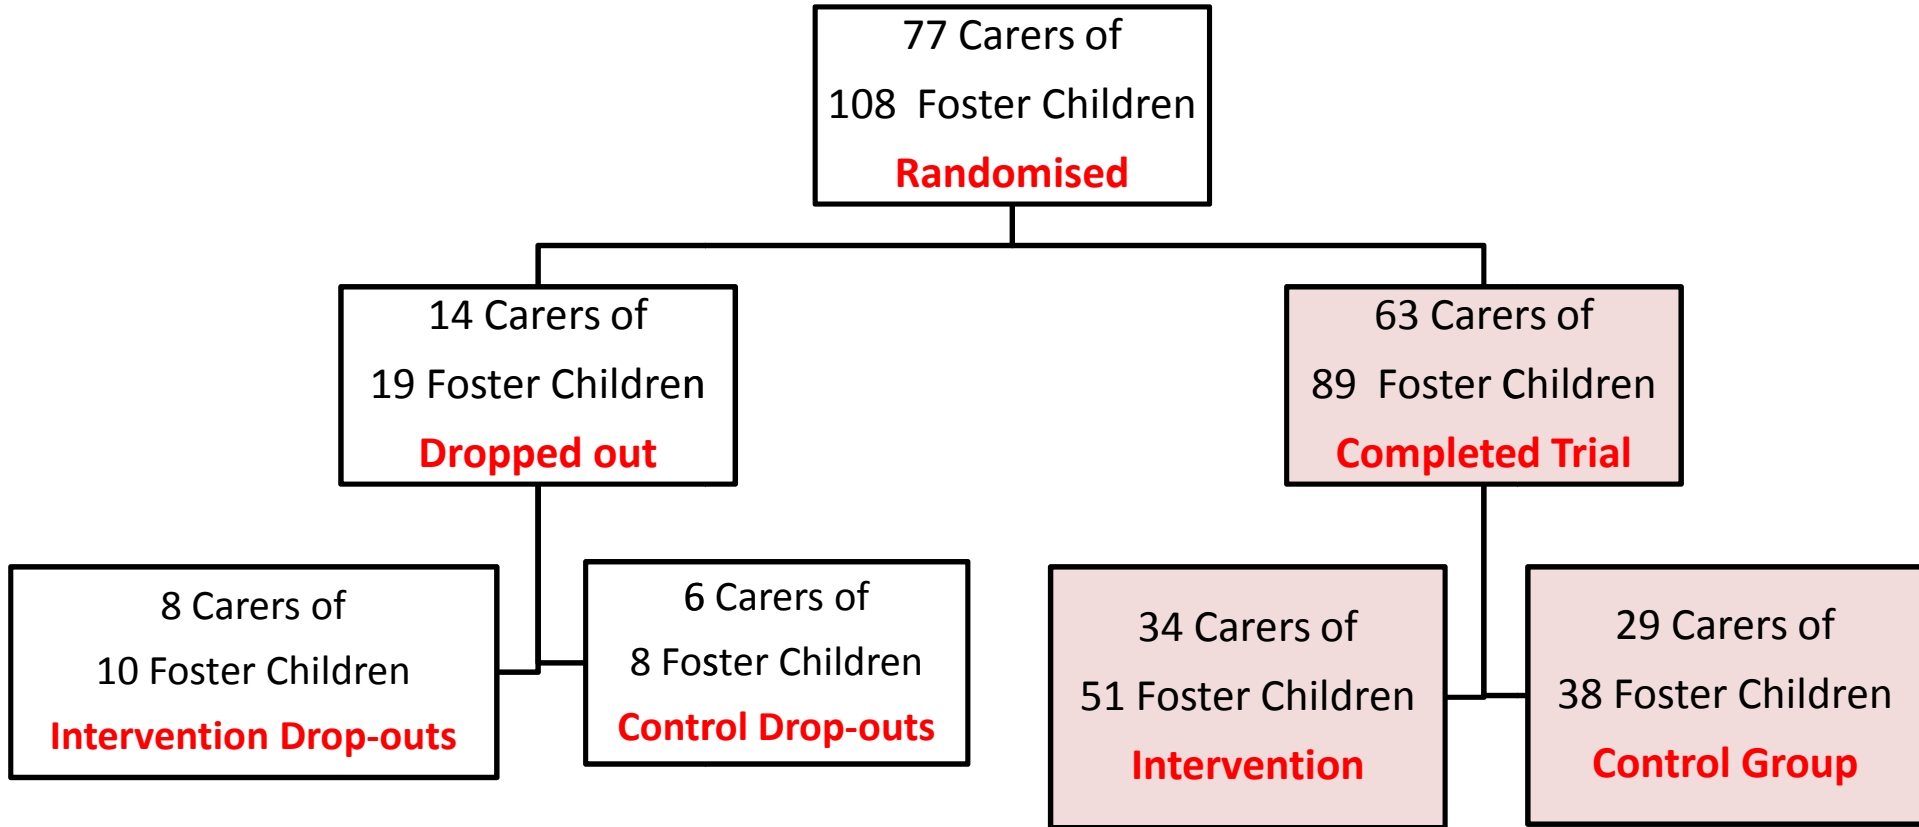 77 Carers of
108 Foster Children
Randomised
14 Carers of
19 Foster Children
Dropped out
63 Carers of
89 Foster Children
Completed Trial
8 Carers of
10 Foster Children
Intervention Drop-outs
6 Carers of
8 Foster Children
Control Drop-outs
34 Carers of
51 Foster Children
Intervention
29 Carers of
38 Foster Children
Control Group